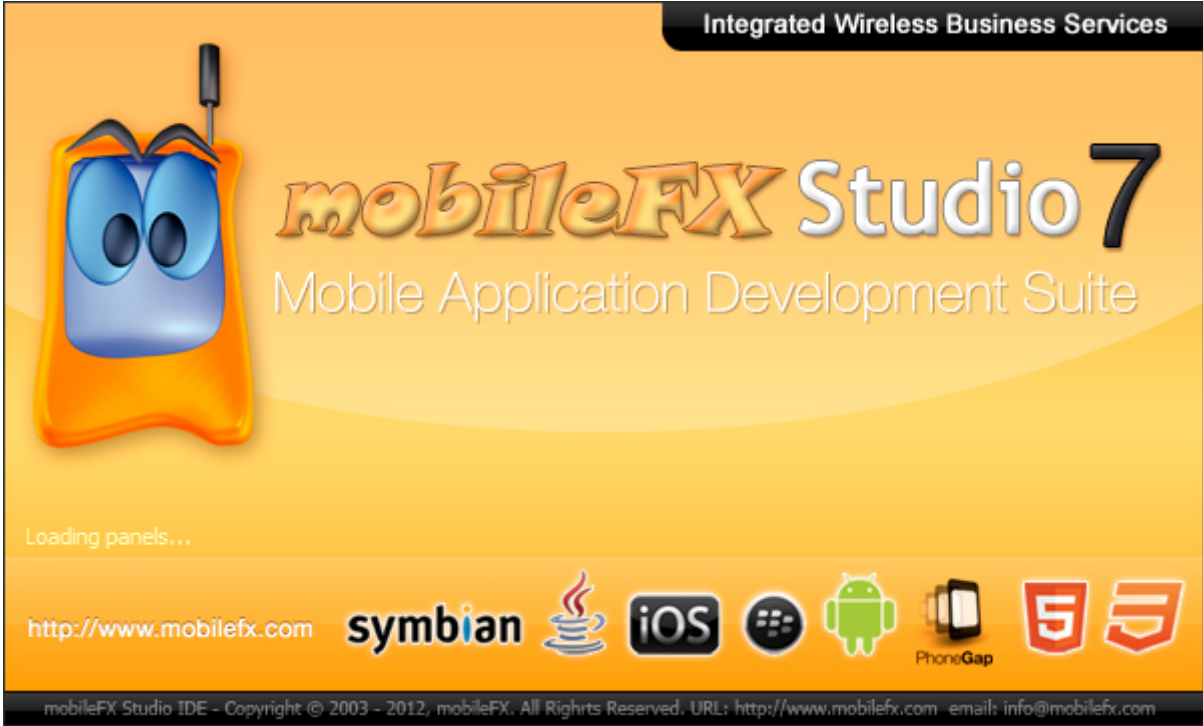 Integrated Wireless Business Services
mobileFX Studio 7
Mobile Application Development Suite
Loading panels...
http://www.mobilefx.com
symbian
iOS
PhoneGap
5
mobileFX Studio IDE - Copyright © 2003 - 2012, mobileFX. All Righrts Reserved. URL: http://www.mobilefx.com email: info@mobilefx.com